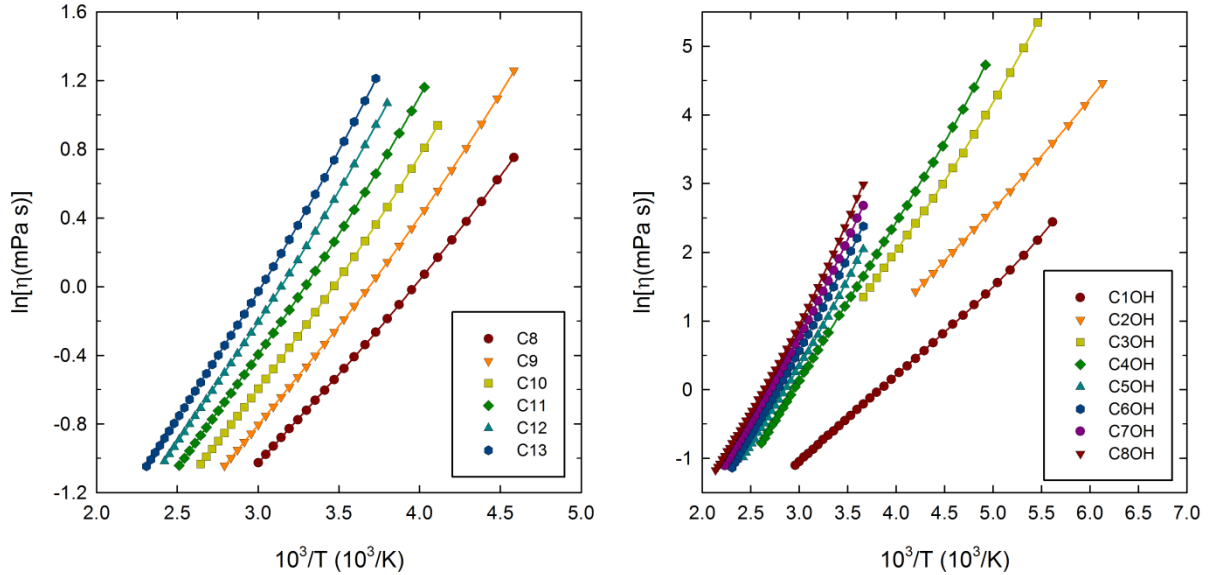 ln[η(mPa s)]
1.6
1.2
0.8
0.4
0.0
-0.4
-0.8
-1.2
C8
C9
C10
C11
C12
C13
2.0 2.5 3.0 3.5 4.0 4.5 5.0
10³/T (10³/K)
ln[η(mPa s)]
5
4
3
2
1
0
-1
C1OH
C2OH
C3OH
C4OH
C5OH
C6OH
C7OH
C8OH
2.0 2.5 3.0 3.5 4.0 4.5 5.0 5.5 6.0 6.5 7.0
10³/T (10³/K)